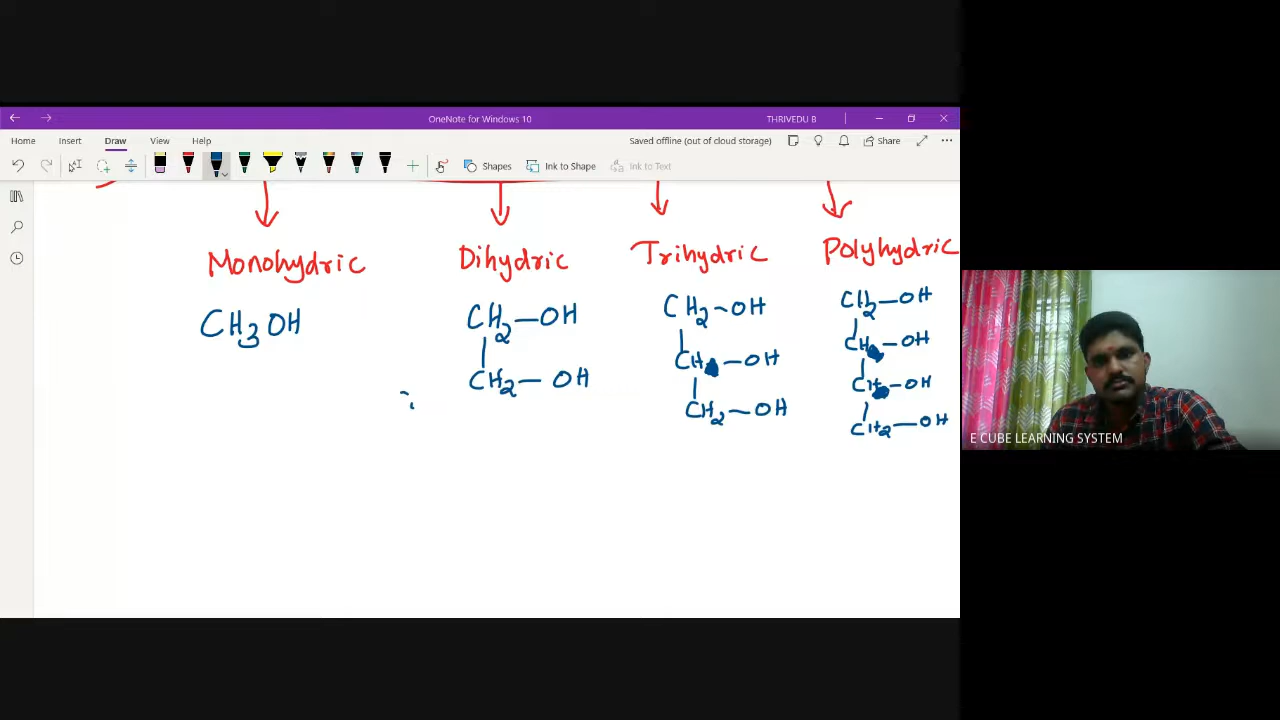 OneNote for Windows 10
THRIVEDU B
Home Insert Draw View Help
Saved offline (out of cloud storage)
Share
Shapes
Ink to Shape
Ink to Text
Monohydric
Dihydric
Trihydric
Polyhydric
CH3OH
CH2—OH
CH2—OH
CH2—OH
CH—OH
CH2—OH
CH2—OH
CH—OH
CH—OH
CH2—OH
E CUBE LEARNING SYSTEM